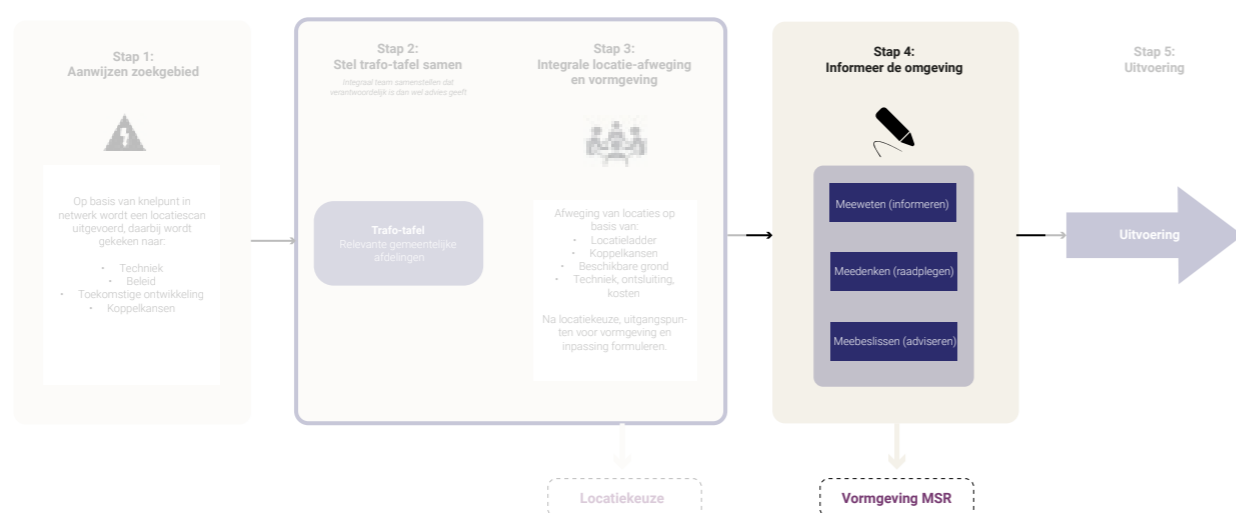 Stap 1:
Aanwijzen zoekgebied
Op basis van knelpunt in
netwerk wordt een locatiescan
uitgevoerd, daarbij wordt
gekeken naar:
• Techniek
• Beleid
• Toekomstige ontwikkeling
• Koppelkansen
Stap 2:
Stel trafo-tafel samen
Integraal team samenstellen dat
verantwoordelijk is dan wel advies geeft
Trafo-tafel
Relevante gemeentelijke
afdelingen
Stap 3:
Integrale locatie-afweging
en vormgeving
Afweging van locaties op
basis van:
• Locatieladder
• Koppelkansen
• Beschikbare grond
• Techniek, ontsluiting,
kosten
Na locatiekeuze, uitgangspun-
ten voor vormgeving en
inpassing formuleren.
Locatiekeuze
Stap 4:
Informeer de omgeving
Meeweten (informeren)
Meedenken (raadplegen)
Meebeslissen (adviseren)
Vormgeving MSR
Stap 5:
Uitvoering
Uitvoering